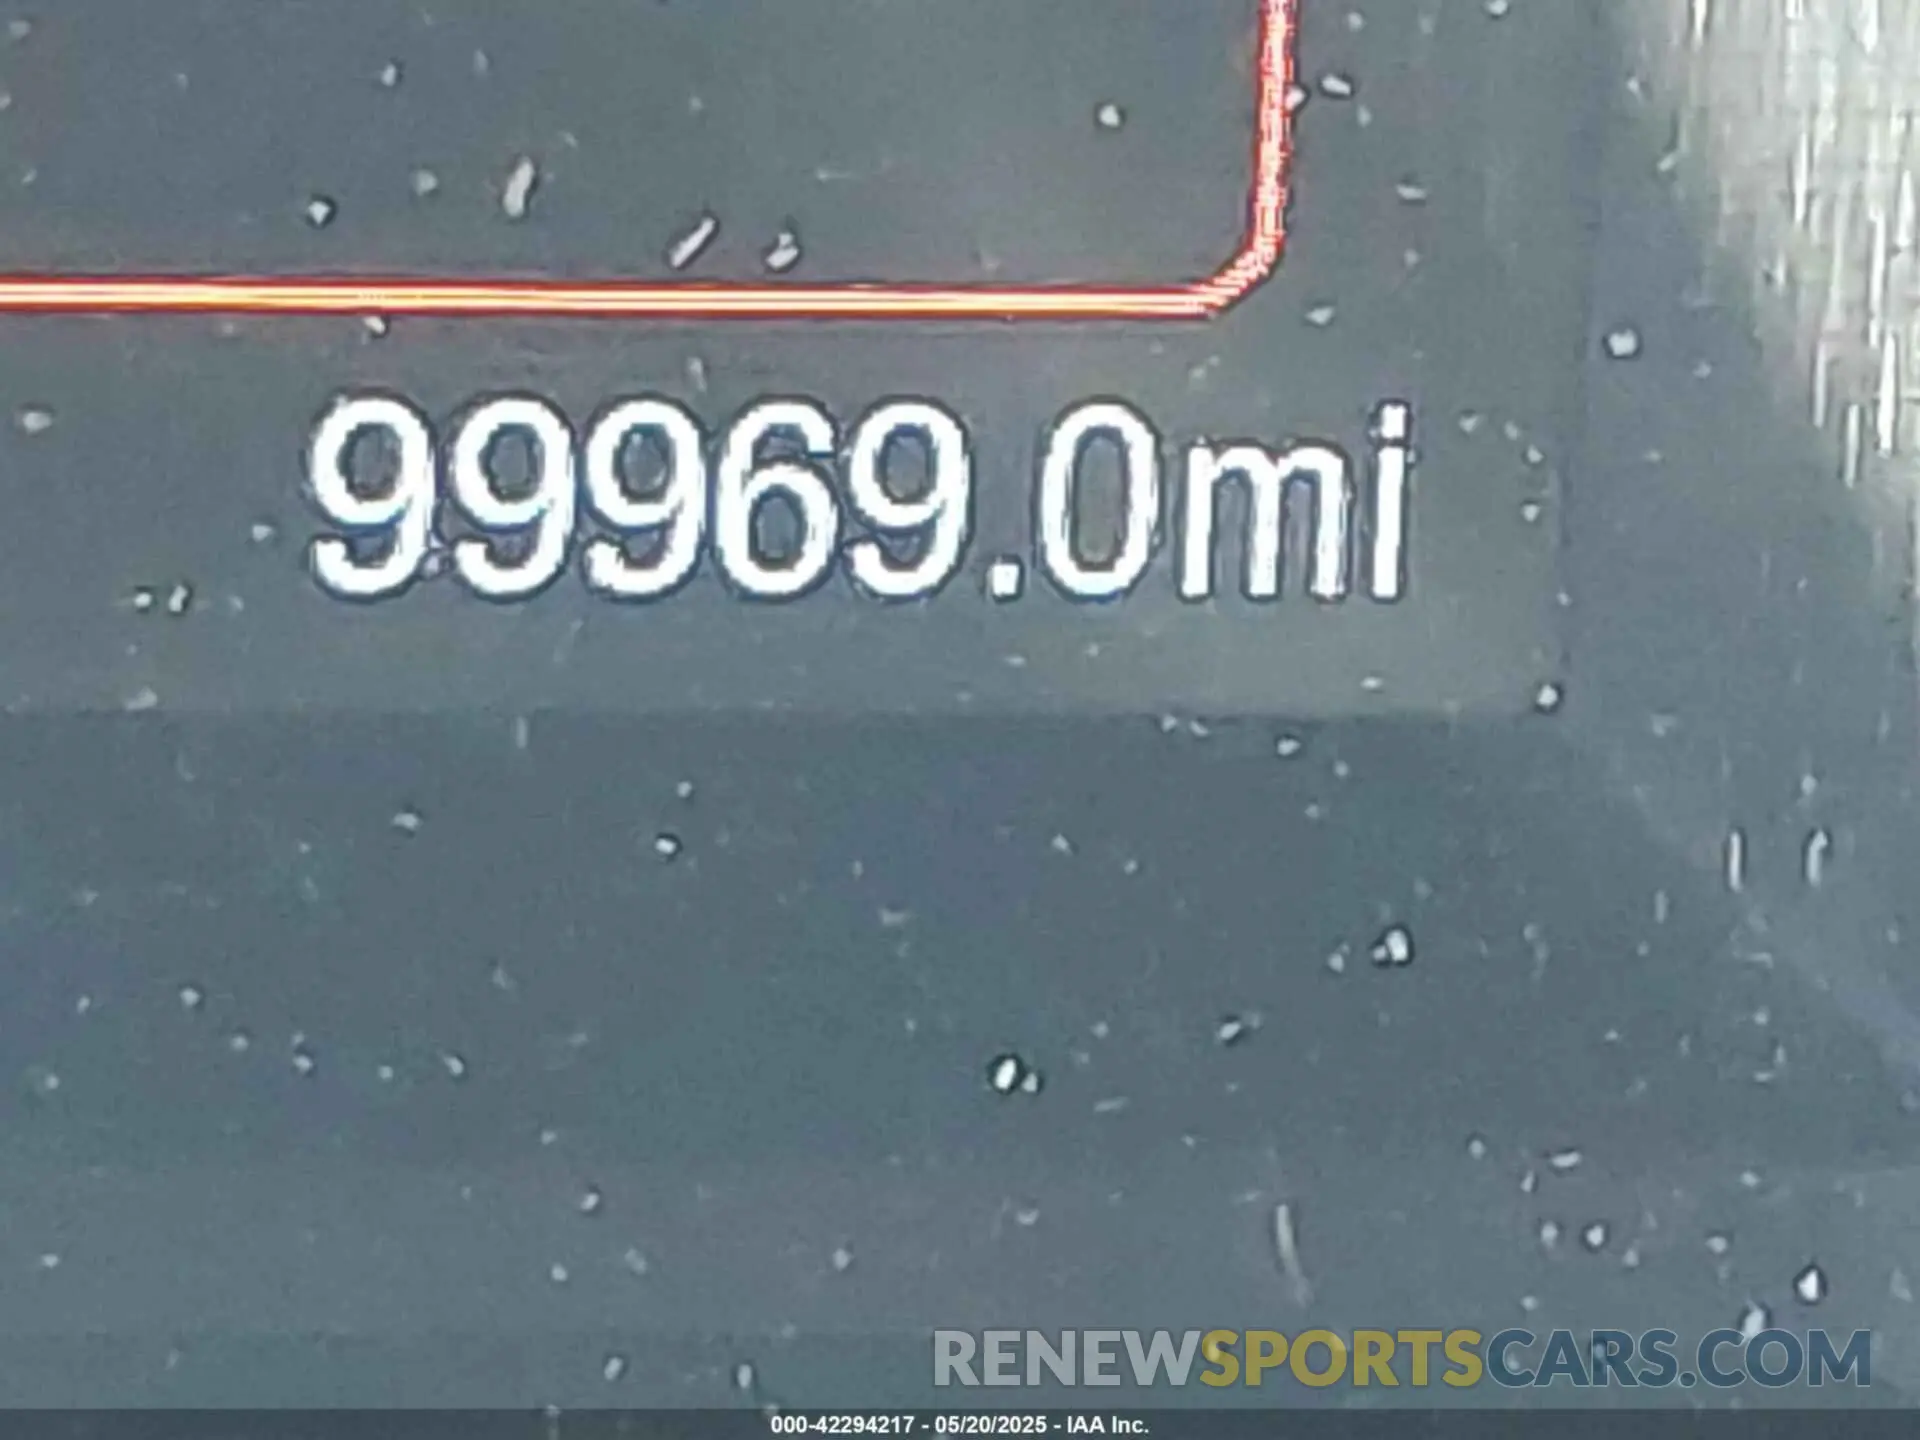 99969.0mi
RENEWSPORTSCARS.COM
000-42294217 - 05/20/2025 - IAA Inc.